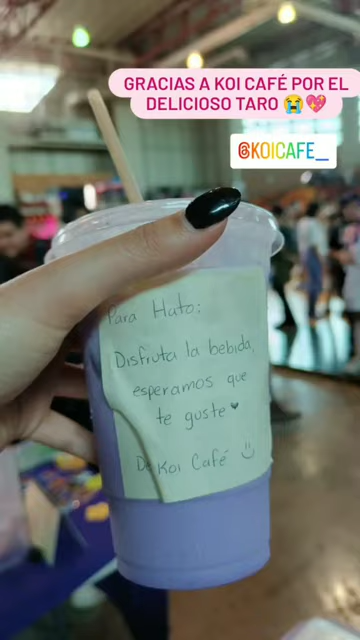 GRACIAS A KOI CAFÉ POR EL
DELICIOSO TARO 😭💖
@KOICAFE__
Para Hato:
Disfruta la bebida,
esperamos que
te guste ♥
De Koi Café :)